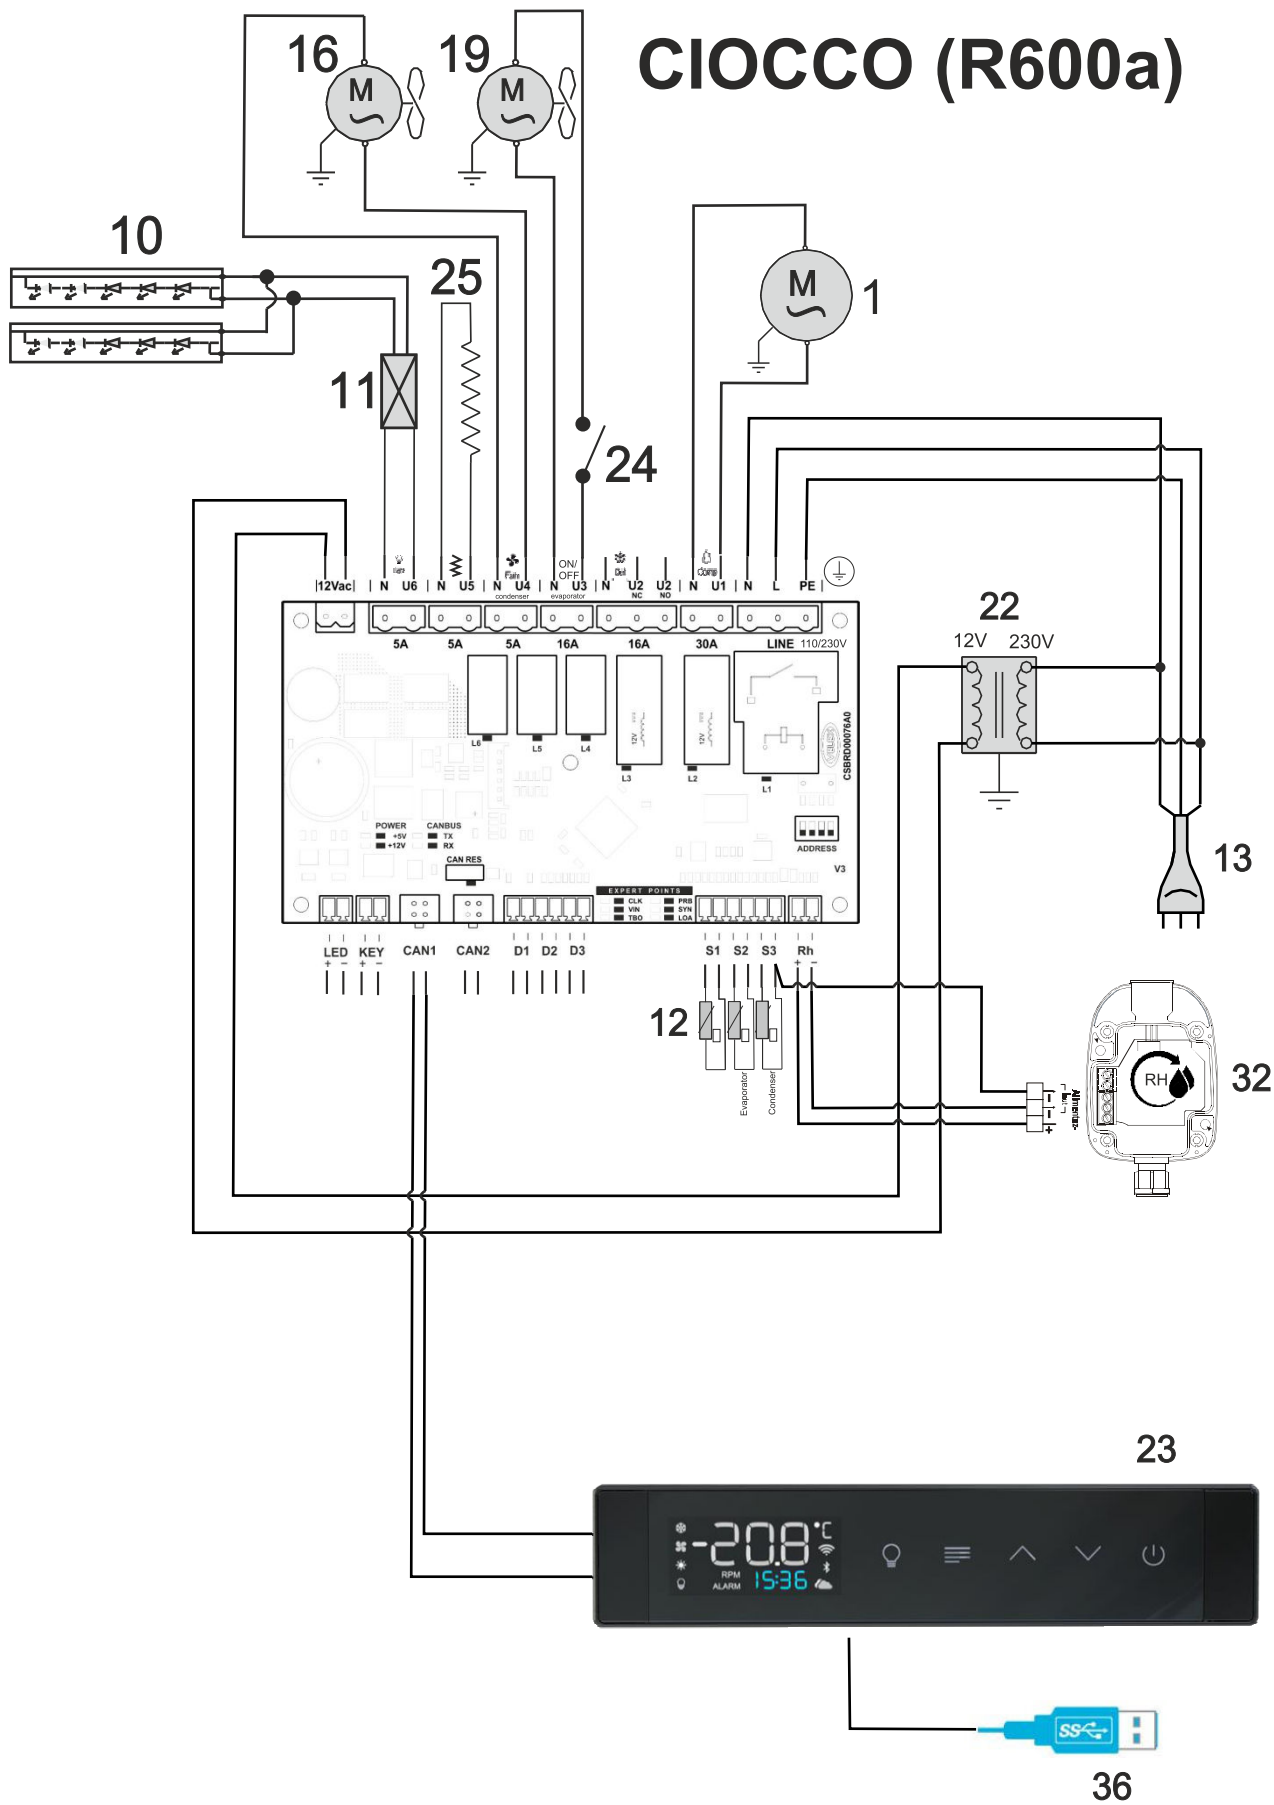 CIOCCO (R600a)
16
19
M
M
10
25
M
1
11
24
ON/
OFF
12Vac
N U6
N U5
N U4
N U3
N U2 U2
N U1
N L PE
condenser
evaporator
NC NO
22
12V 230V
5A 5A 5A 16A 16A 30A LINE 110/230V
12V
12V
L6 L5 L4
L3 L2 L1
CSBRD00076A0
POWER CANBUS
+5V TX
+12V RX
CAN RES
ADDRESS
V3
13
EXPERT POINTS
CLK PRB
VIN SYN
TBO LOA
LED KEY CAN1 CAN2 D1 D2 D3 S1 S2 S3 Rh
+ − + − + −
12
Evaporator
Condenser
RH
32
+
23
-20.8°C
RPM
ALARM 15:36
SS
36